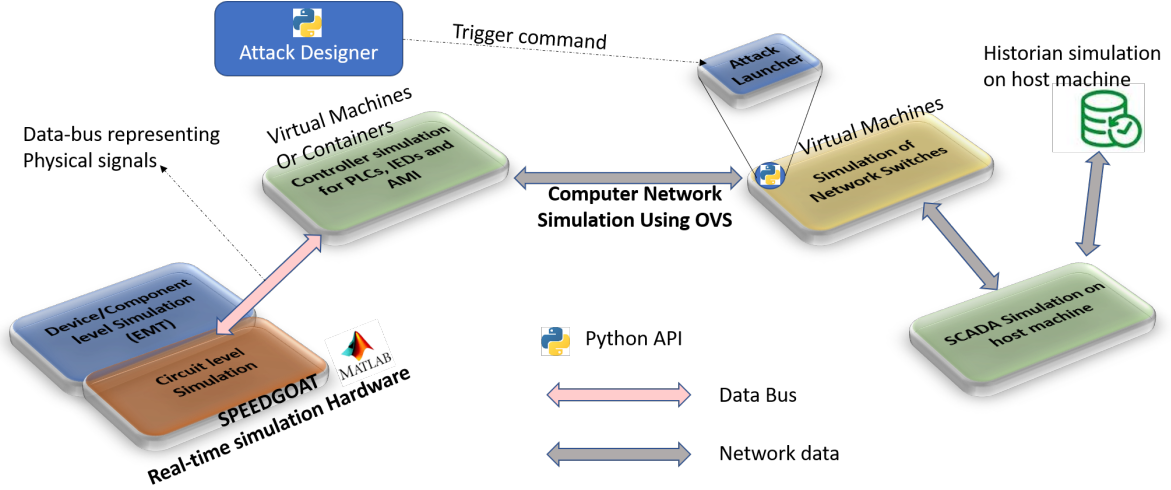 Attack Designer
Trigger command
Attack
Launcher
Historian simulation
on host machine
Data-bus representing
Physical signals
Virtual Machines
Or Containers
Controller simulation
for PLCs, IEDs and
AMI
Virtual Machines
Simulation of
Network Switches
Computer Network
Simulation Using OVS
Device/Component
level Simulation
(EMT)
Circuit level
Simulation
MATLAB
SPEEDGOAT
Real-time simulation Hardware
SCADA Simulation on
host machine
Python API
Data Bus
Network data